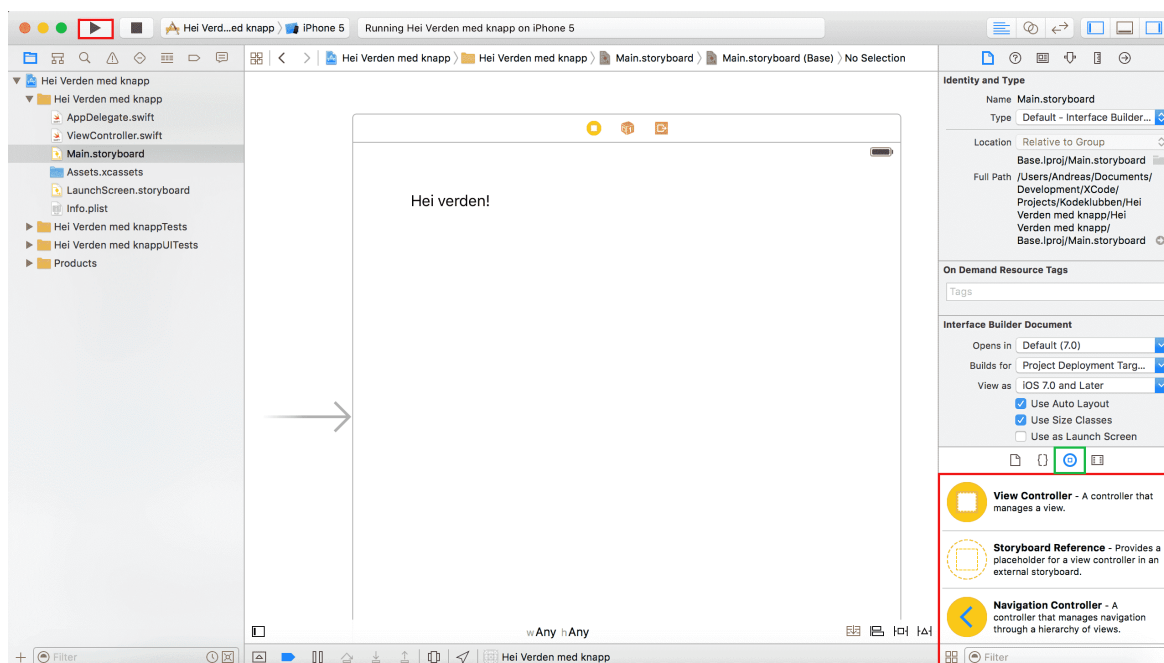 Hei Verd...ed knapp
iPhone 5
Running Hei Verden med knapp on iPhone 5
Hei Verden med knapp
Hei Verden med knapp
AppDelegate.swift
ViewController.swift
Main.storyboard
Assets.xcassets
LaunchScreen.storyboard
Info.plist
Hei Verden med knappTests
Hei Verden med knappUITests
Products
Filter
Hei Verden med knapp
Hei Verden med knapp
Main.storyboard
Main.storyboard (Base)
No Selection
Hei verden!
wAny hAny
Hei Verden med knapp
Identity and Type
Name Main.storyboard
Type Default - Interface Builder...
Location Relative to Group
Base.lproj/Main.storyboard
Full Path /Users/Andreas/Documents/
Development/XCode/
Projects/Kodeklubben/Hei
Verden med knapp/Hei
Verden med knapp/
Base.lproj/Main.storyboard
On Demand Resource Tags
Tags
Interface Builder Document
Opens in Default (7.0)
Builds for Project Deployment Targ...
View as iOS 7.0 and Later
Use Auto Layout
Use Size Classes
Use as Launch Screen
{}
View Controller - A controller that
manages a view.
Storyboard Reference - Provides a
placeholder for a view controller in an
external storyboard.
Navigation Controller - A
controller that manages navigation
through a hierarchy of views.
Filter